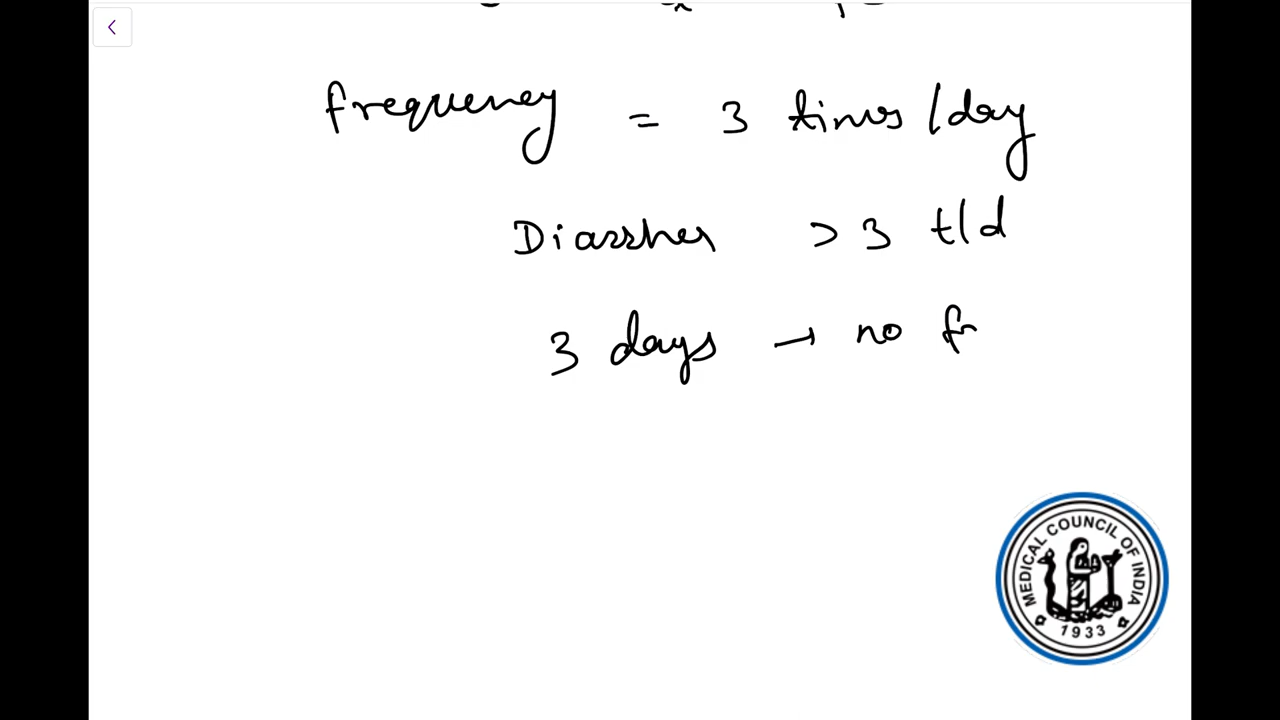 frequency = 3 times /day
Diarrhea > 3 t/d
3 days → no fr
MEDICAL COUNCIL OF INDIA
1933